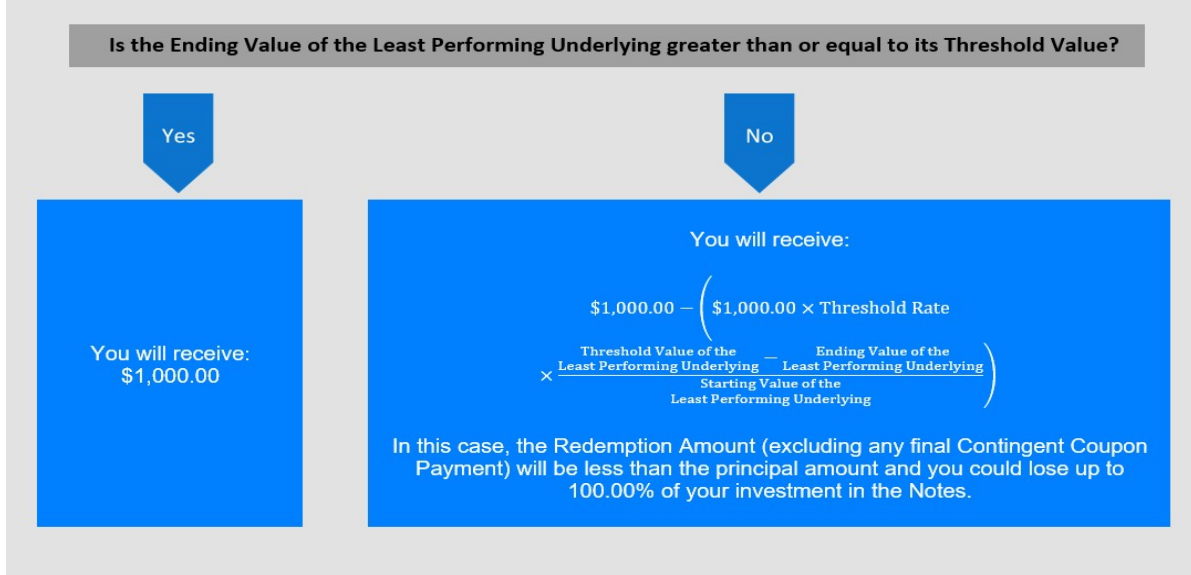 Is the Ending Value of the Least Performing Underlying greater than or equal to its Threshold Value?
Yes
No
You will receive:
$1,000.00
You will receive:
$1,000.00 − ( $1,000.00 × Threshold Rate
Threshold Value of the − Ending Value of the
× Least Performing Underlying Least Performing Underlying )
Starting Value of the
Least Performing Underlying
In this case, the Redemption Amount (excluding any final Contingent Coupon
Payment) will be less than the principal amount and you could lose up to
100.00% of your investment in the Notes.